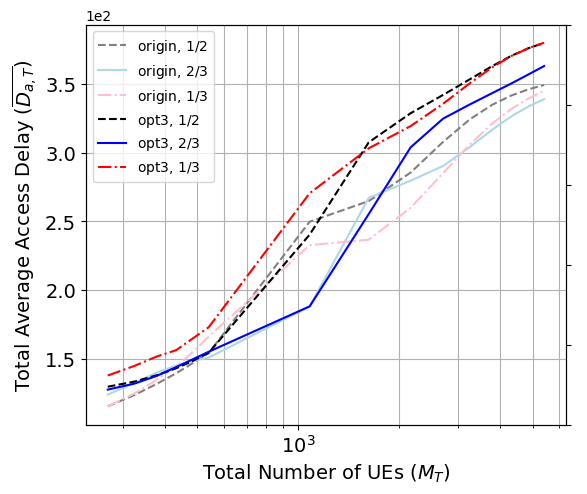 1e2
origin, 1/2
origin, 2/3
origin, 1/3
opt3, 1/2
opt3, 2/3
opt3, 1/3
3.5
3.0
2.5
2.0
1.5
Total Average Access Delay ($\overline{D_{a,T}}$)
10³
Total Number of UEs ($M_T$)